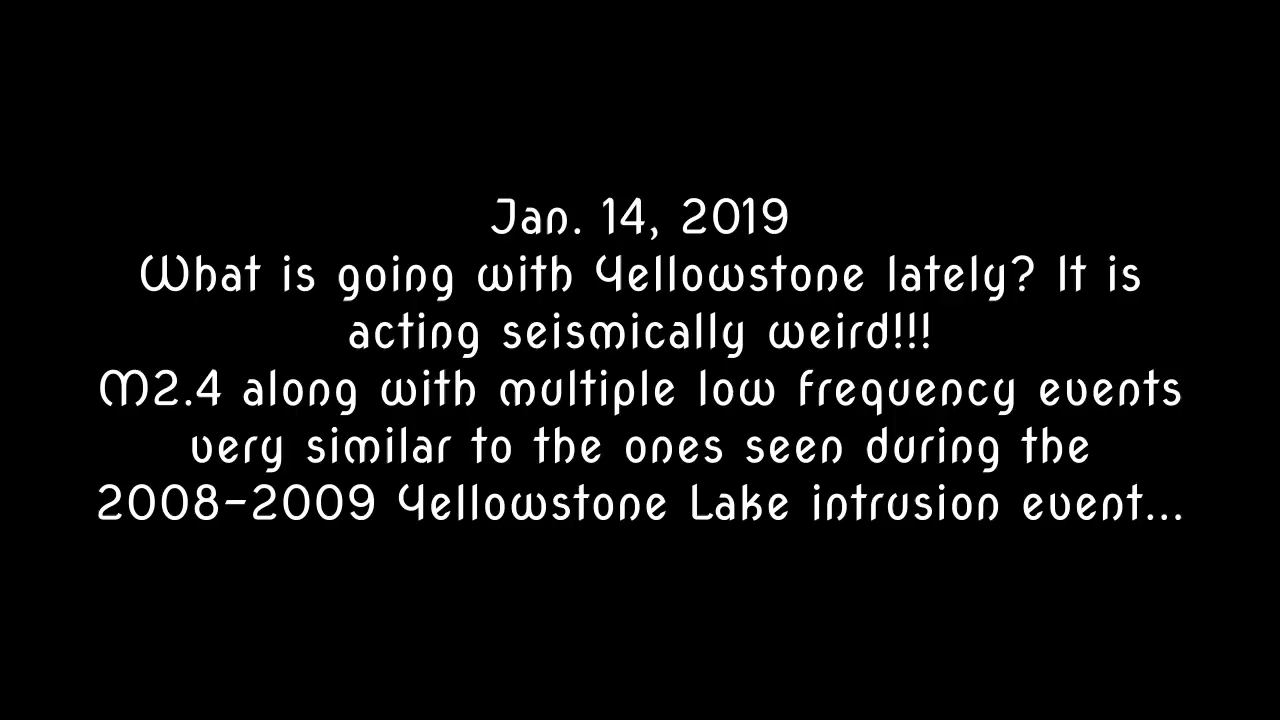 Jan. 14, 2019
What is going with Yellowstone lately? It is
acting seismically weird!!!
M2.4 along with multiple low frequency events
very similar to the ones seen during the
2008-2009 Yellowstone Lake intrusion event...